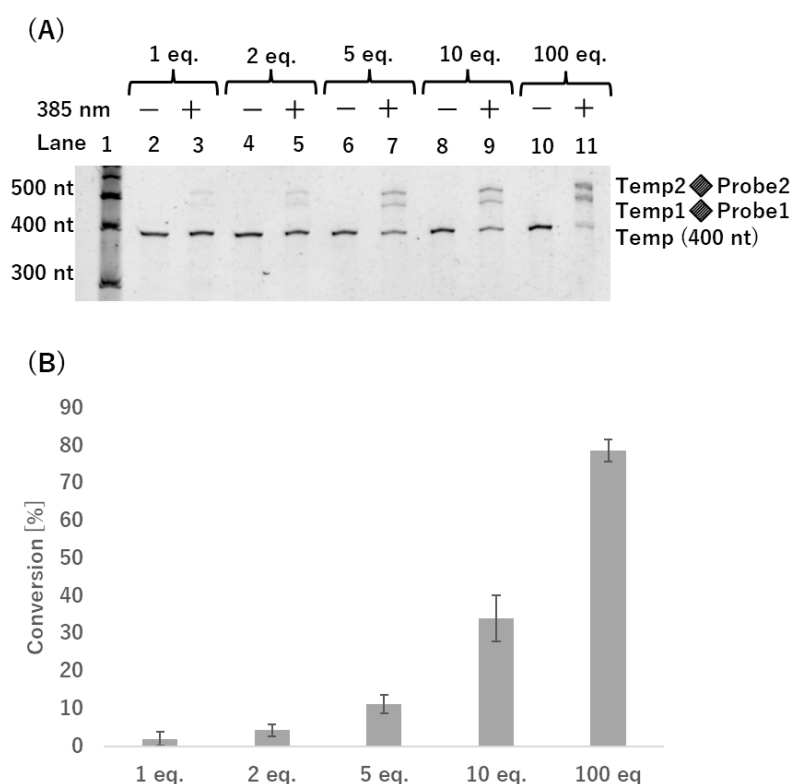 (A)
1 eq. 2 eq. 5 eq. 10 eq. 100 eq.
385 nm − + − + − + − + − +
Lane 1 2 3 4 5 6 7 8 9 10 11
500 nt Temp2◆Probe2
400 nt Temp1◆Probe1
Temp (400 nt)
300 nt
(B)
90
80
70
60
50
40
30
20
10
0
Conversion [%]
1 eq. 2 eq. 5 eq. 10 eq. 100 eq